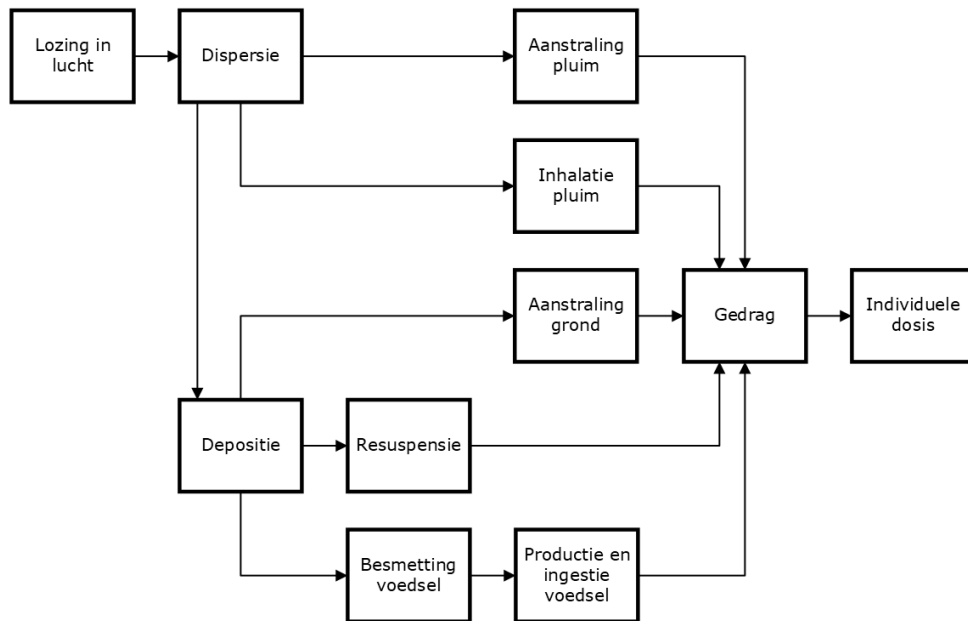 Lozing in
lucht
Dispersie
Aanstraling
pluim
Inhalatie
pluim
Aanstraling
grond
Gedrag
Individuele
dosis
Depositie
Resuspensie
Besmetting
voedsel
Productie en
ingestie
voedsel